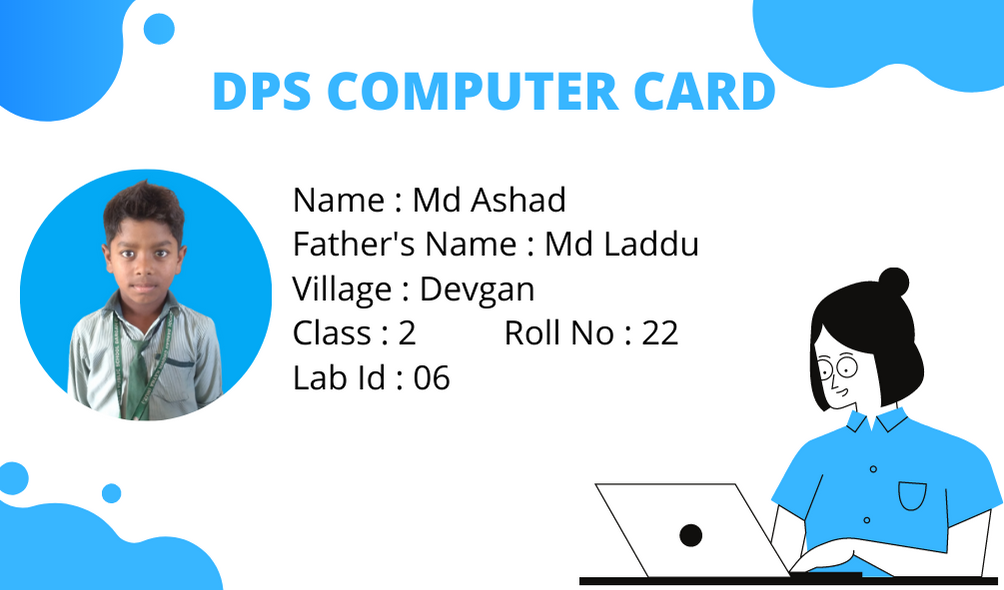 DPS COMPUTER CARD
Name : Md Ashad
Father's Name : Md Laddu
Village : Devgan
Class : 2 Roll No : 22
Lab Id : 06